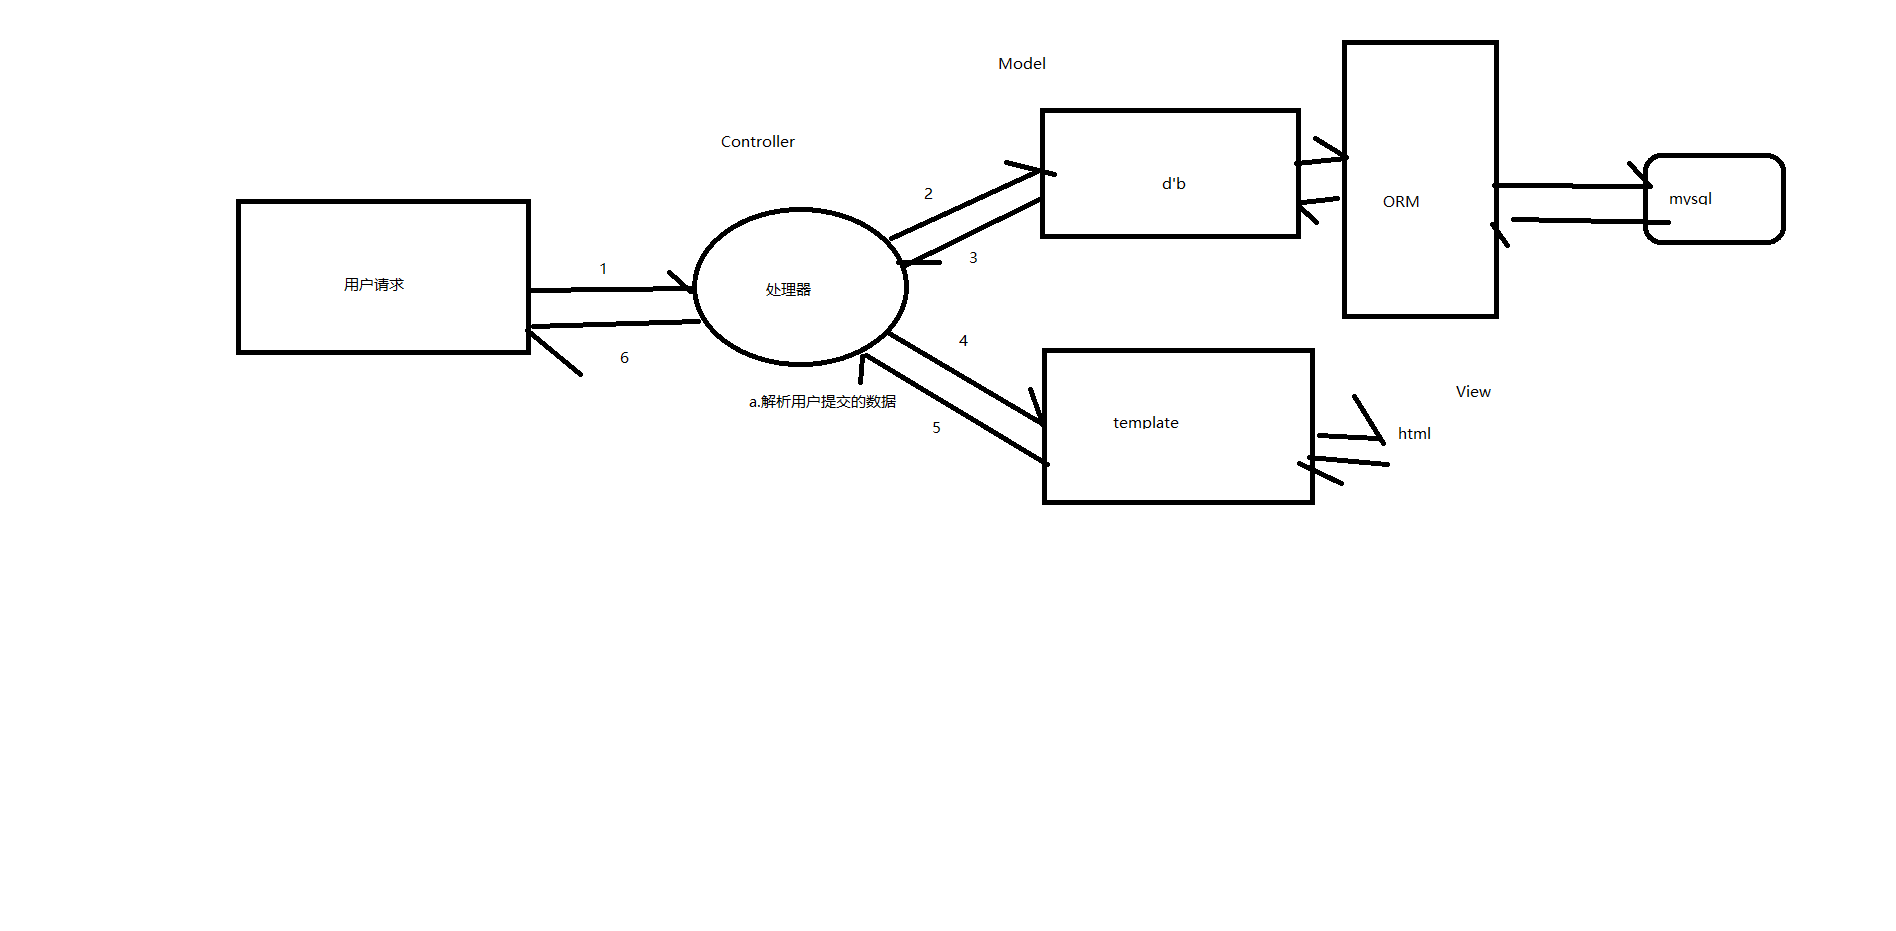 Model
Controller
d'b
ORM
mysql
2
3
1
用户请求
处理器
6
4
a.解析用户提交的数据
5
template
View
html